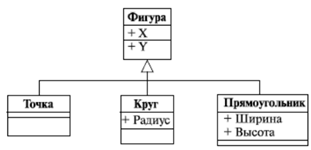 Фигура
+ X
+ Y
Точка
Круг
+ Радиус
Прямоугольник
+ Ширина
+ Высота